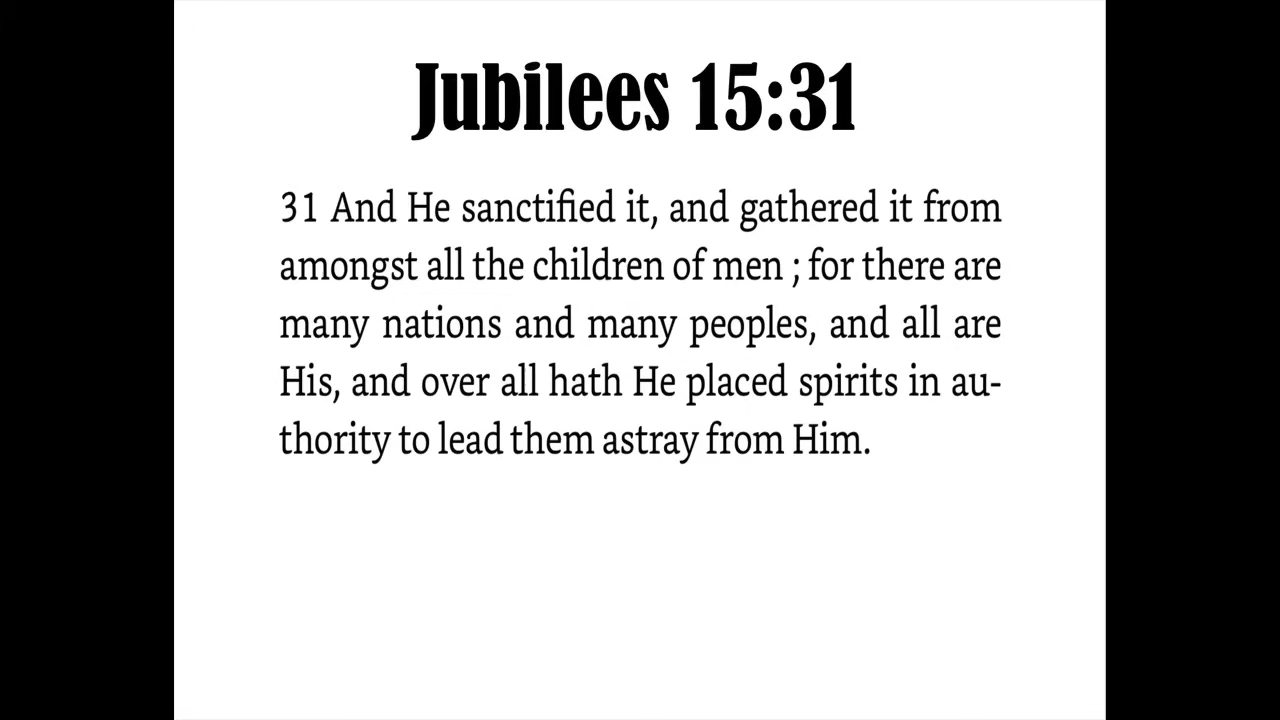 Jubilees 15:31
31 And He sanctified it, and gathered it from
amongst all the children of men ; for there are
many nations and many peoples, and all are
His, and over all hath He placed spirits in au-
thority to lead them astray from Him.